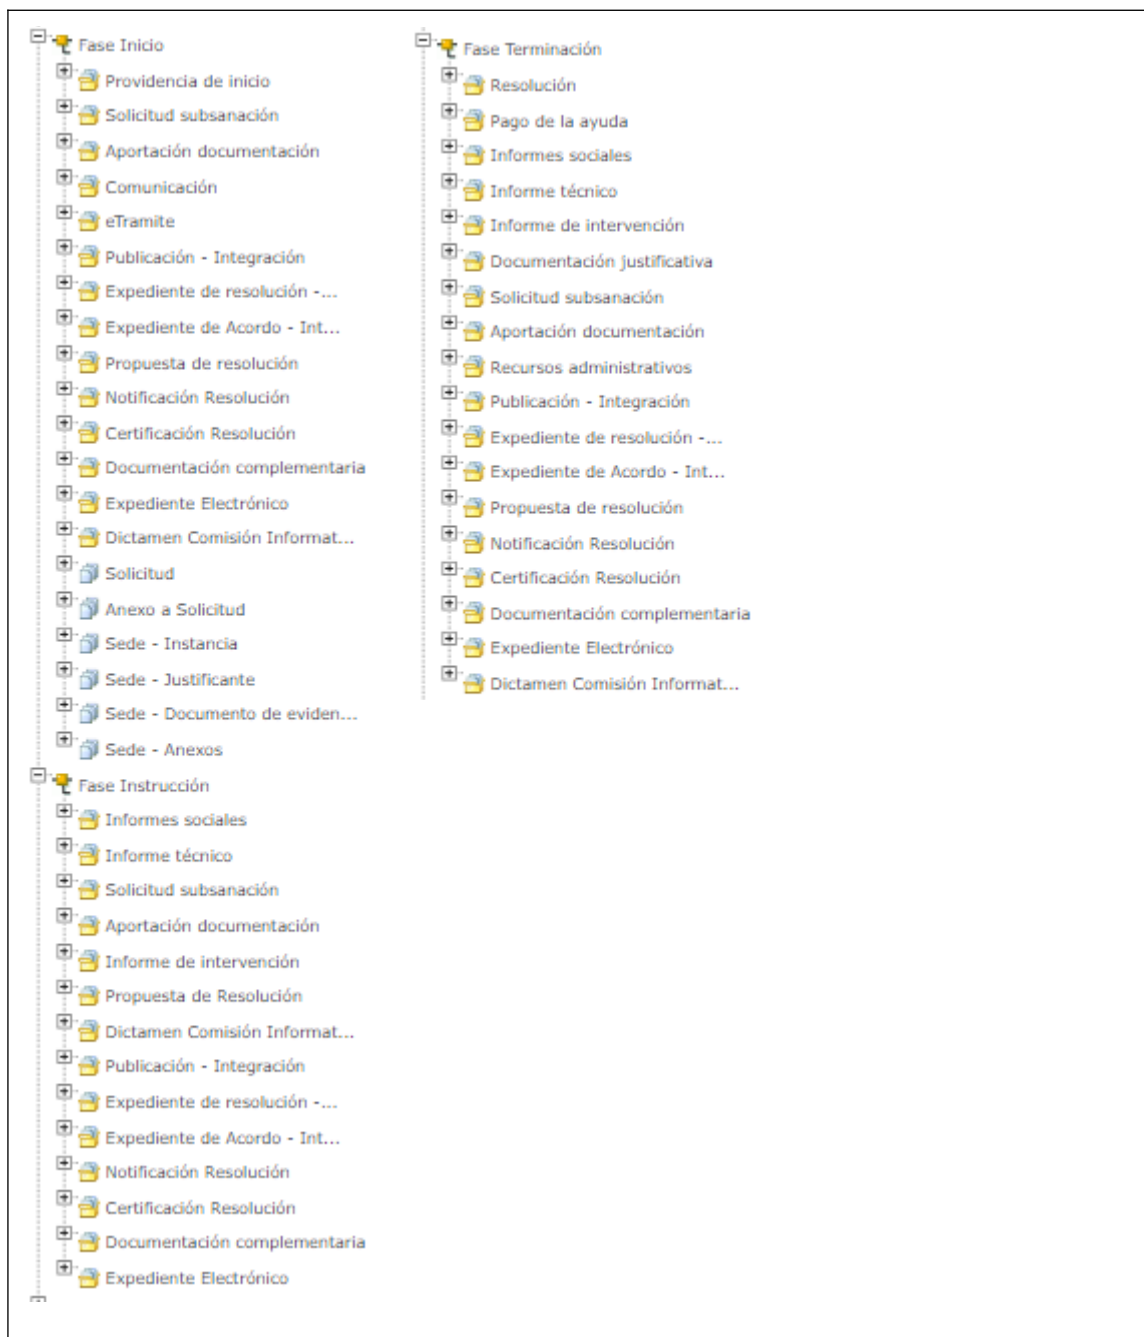 Fase Inicio
Providencia de inicio
Solicitud subsanación
Aportación documentación
Comunicación
eTramite
Publicación - Integración
Expediente de resolución -...
Expediente de Acordo - Int...
Propuesta de resolución
Notificación Resolución
Certificación Resolución
Documentación complementaria
Expediente Electrónico
Dictamen Comisión Informat...
Solicitud
Anexo a Solicitud
Sede - Instancia
Sede - Justificante
Sede - Documento de eviden...
Sede - Anexos
Fase Instrucción
Informes sociales
Informe técnico
Solicitud subsanación
Aportación documentación
Informe de intervención
Propuesta de Resolución
Dictamen Comisión Informat...
Publicación - Integración
Expediente de resolución -...
Expediente de Acordo - Int...
Notificación Resolución
Certificación Resolución
Documentación complementaria
Expediente Electrónico
Fase Terminación
Resolución
Pago de la ayuda
Informes sociales
Informe técnico
Informe de intervención
Documentación justificativa
Solicitud subsanación
Aportación documentación
Recursos administrativos
Publicación - Integración
Expediente de resolución -...
Expediente de Acordo - Int...
Propuesta de resolución
Notificación Resolución
Certificación Resolución
Documentación complementaria
Expediente Electrónico
Dictamen Comisión Informat...